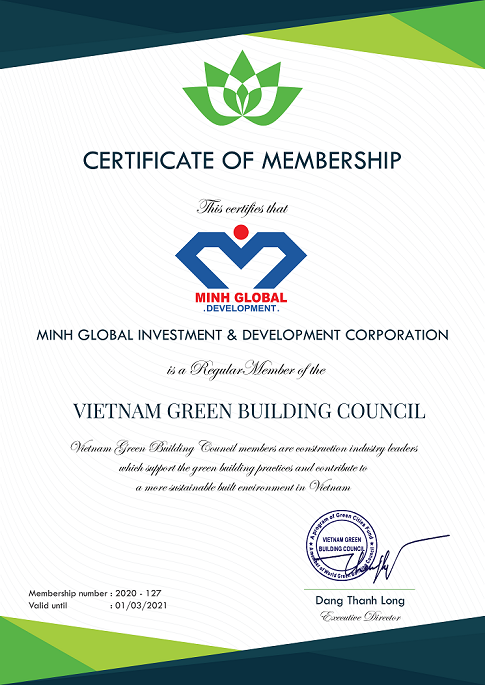 CERTIFICATE OF MEMBERSHIP
This certifies that
MINH GLOBAL
.DEVELOPMENT.
MINH GLOBAL INVESTMENT & DEVELOPMENT CORPORATION
is a Regular Member of the
VIETNAM GREEN BUILDING COUNCIL
Vietnam Green Building Council members are construction industry leaders
which support the green building practices and contribute to
a more sustainable built environment in Vietnam
A program of Green Cities Fund
VIETNAM GREEN
BUILDING COUNCIL
Member of World Green Building Council
Membership number : 2020 - 127
Valid until : 01/03/2021
Dang Thanh Long
Executive Director